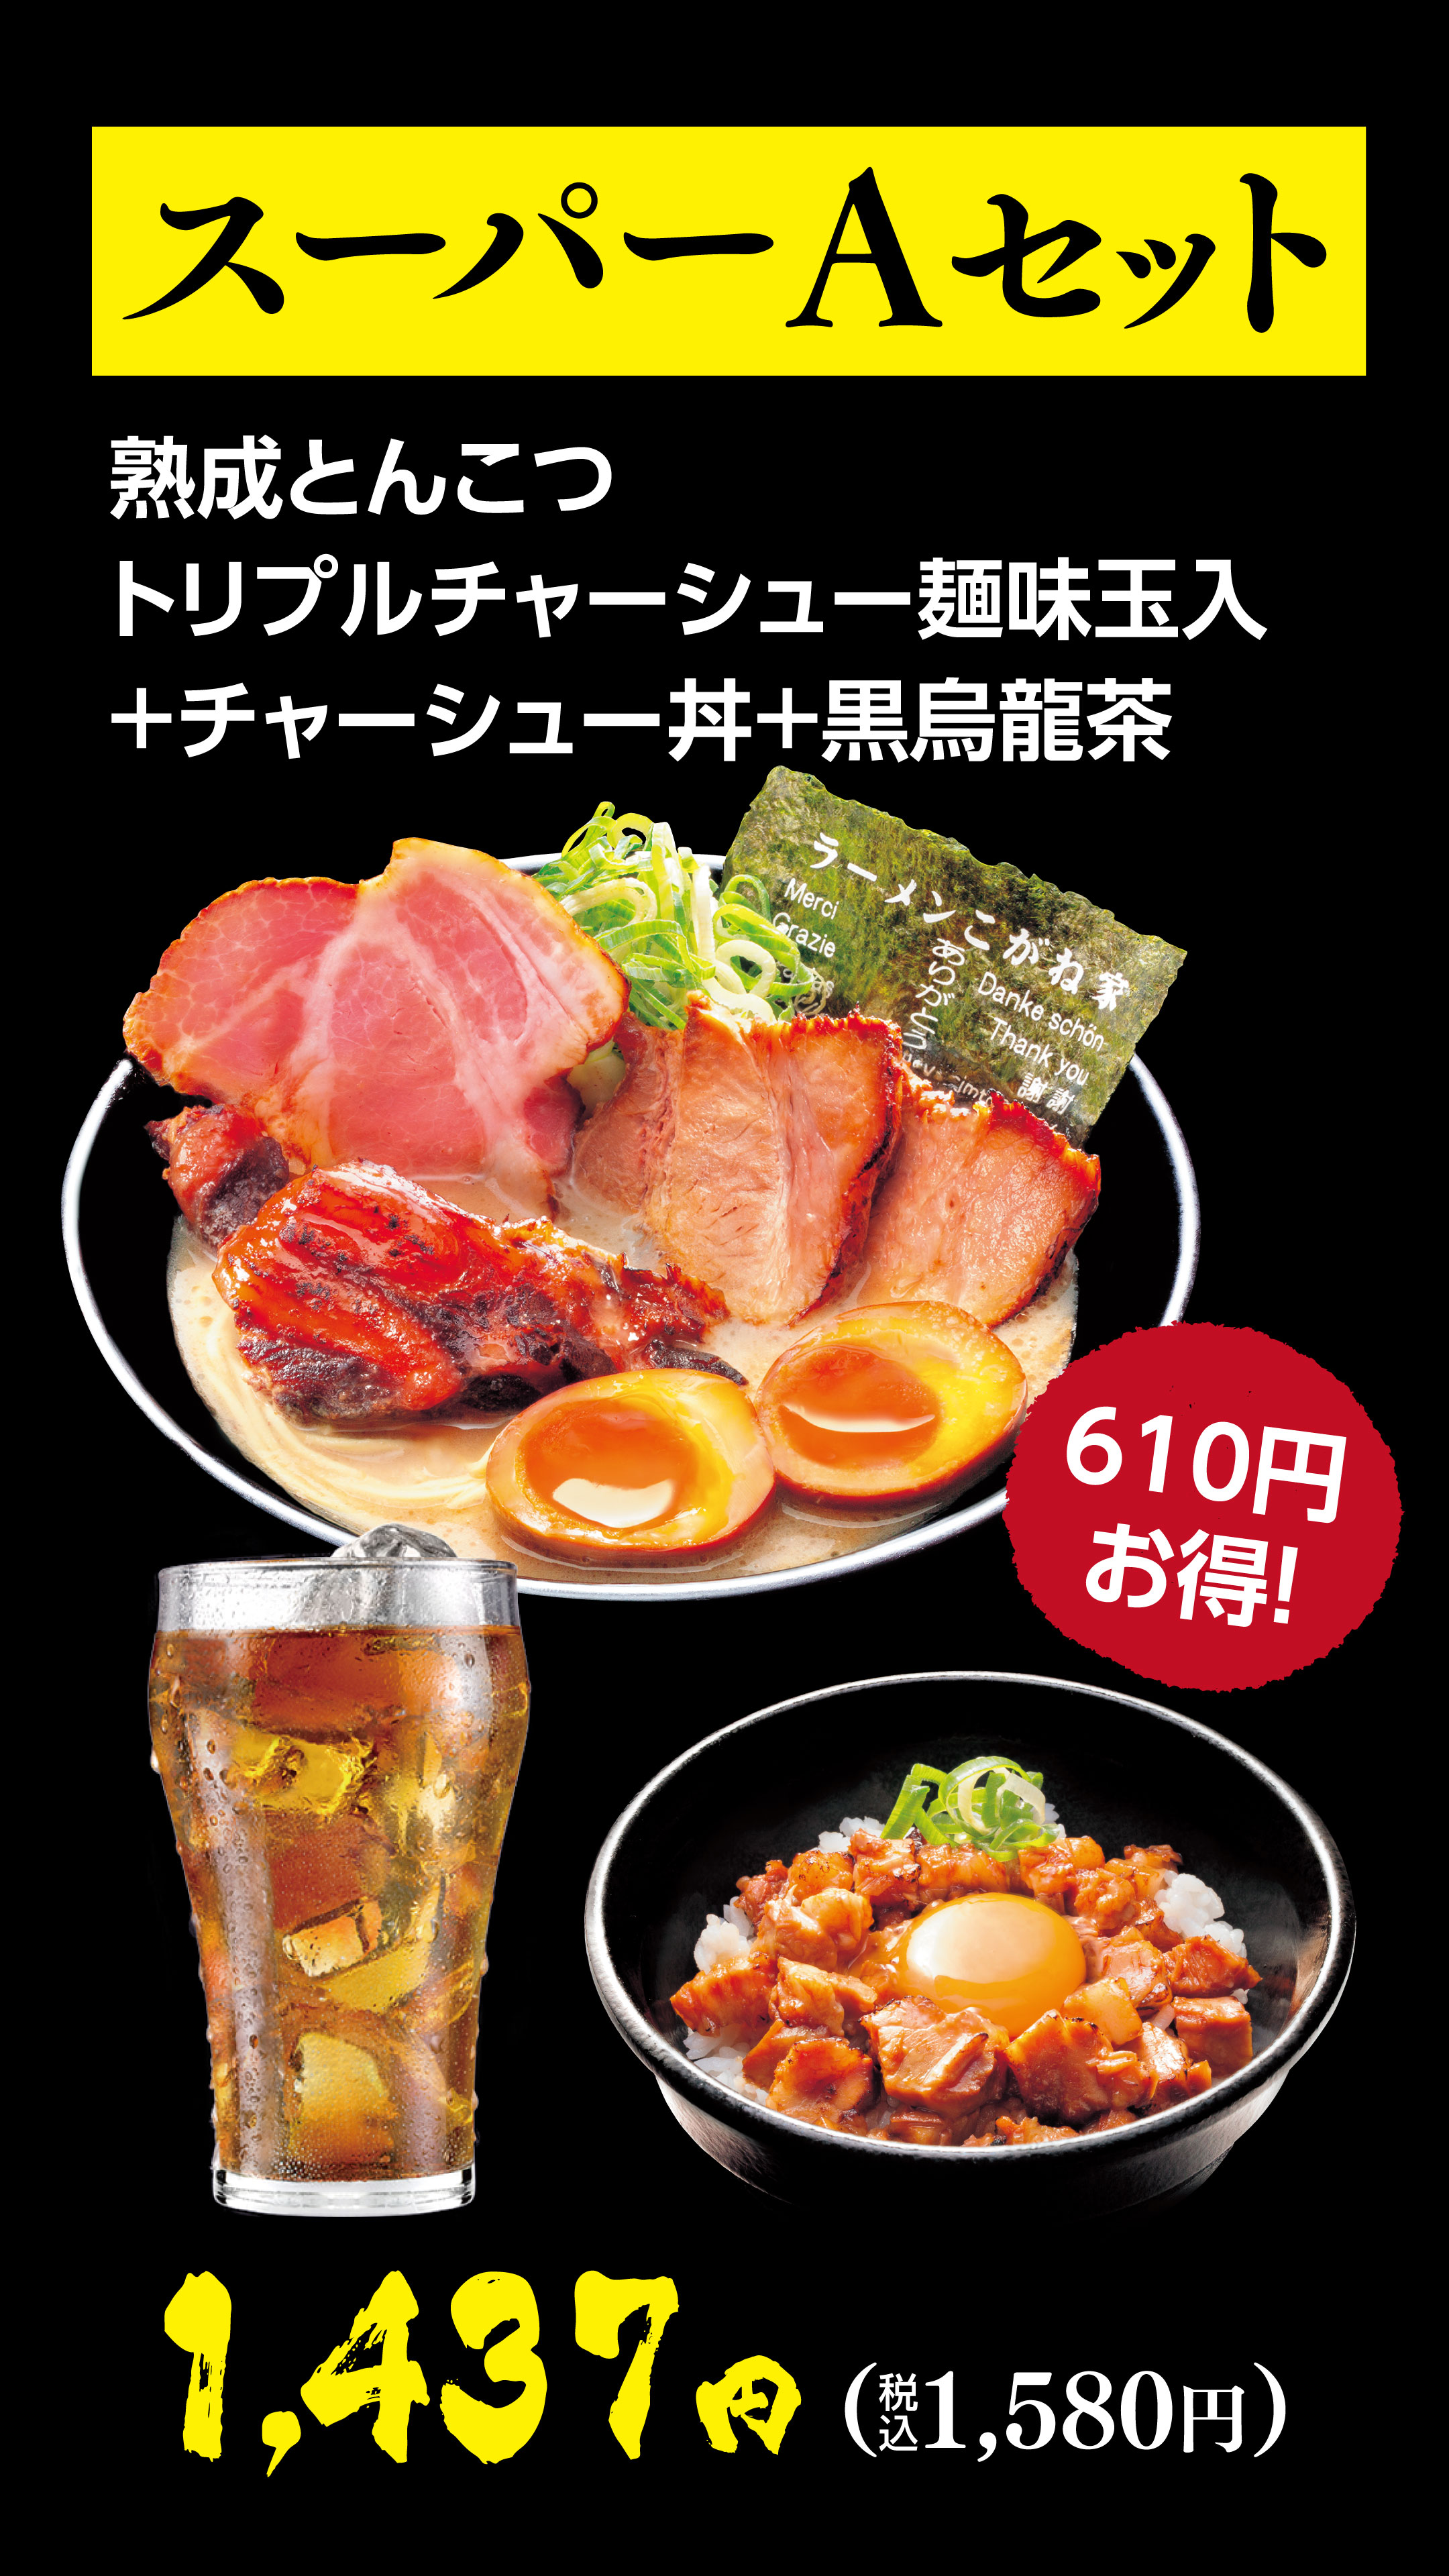 スーパーAセット
熟成とんこつ
トリプルチャーシュー麺味玉入
+チャーシュー丼+黒烏龍茶
ラーメンこがね家
Merci
Grazie
ありがとう
Danke schön
Thank you
謝謝
610円
お得!
1,437円(税込1,580円)